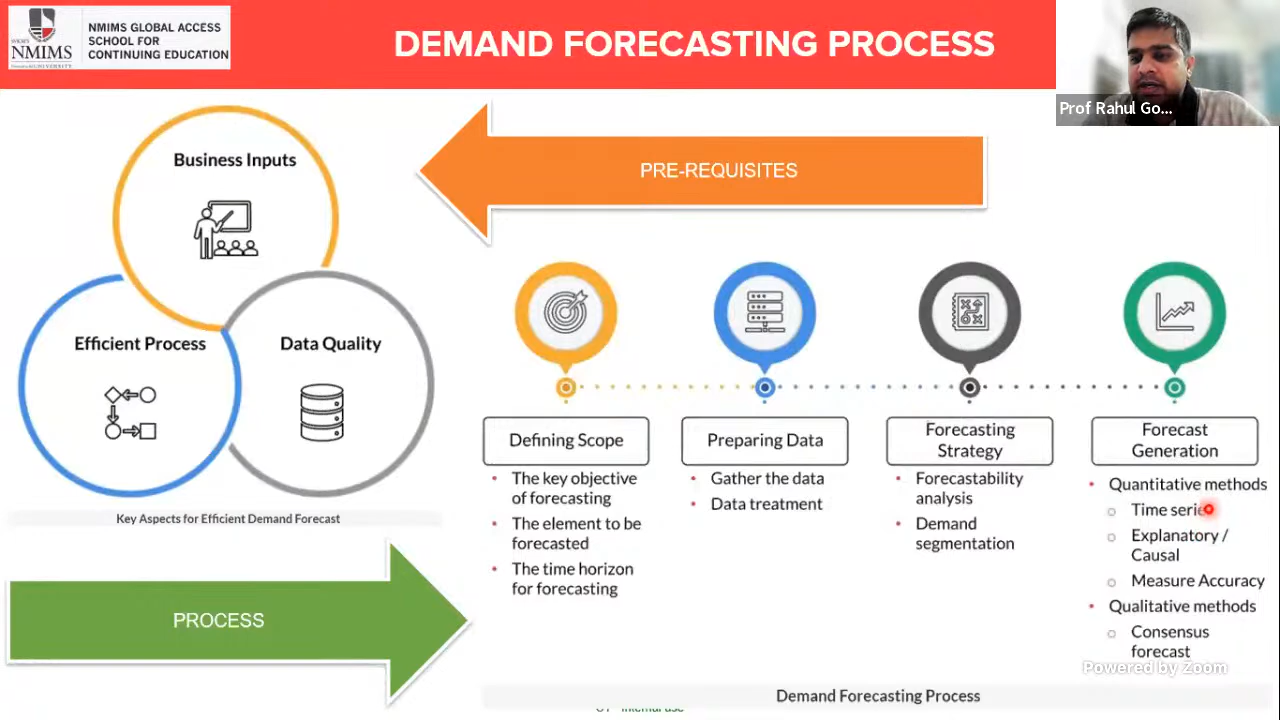 NMIMS GLOBAL ACCESS
SCHOOL FOR
CONTINUING EDUCATION
NMIMS
DEMAND FORECASTING PROCESS
Prof Rahul Go...
Business Inputs
Efficient Process
Data Quality
Key Aspects for Efficient Demand Forecast
PRE-REQUISITES
PROCESS
Defining Scope
• The key objective
of forecasting
• The element to be
forecasted
• The time horizon
for forecasting
Preparing Data
• Gather the data
• Data treatment
Forecasting
Strategy
• Forecastability
analysis
• Demand
segmentation
Forecast
Generation
• Quantitative methods
○ Time serie
○ Explanatory /
Causal
○ Measure Accuracy
• Qualitative methods
○ Consensus
forecast
Powered by Zoom
Demand Forecasting Process